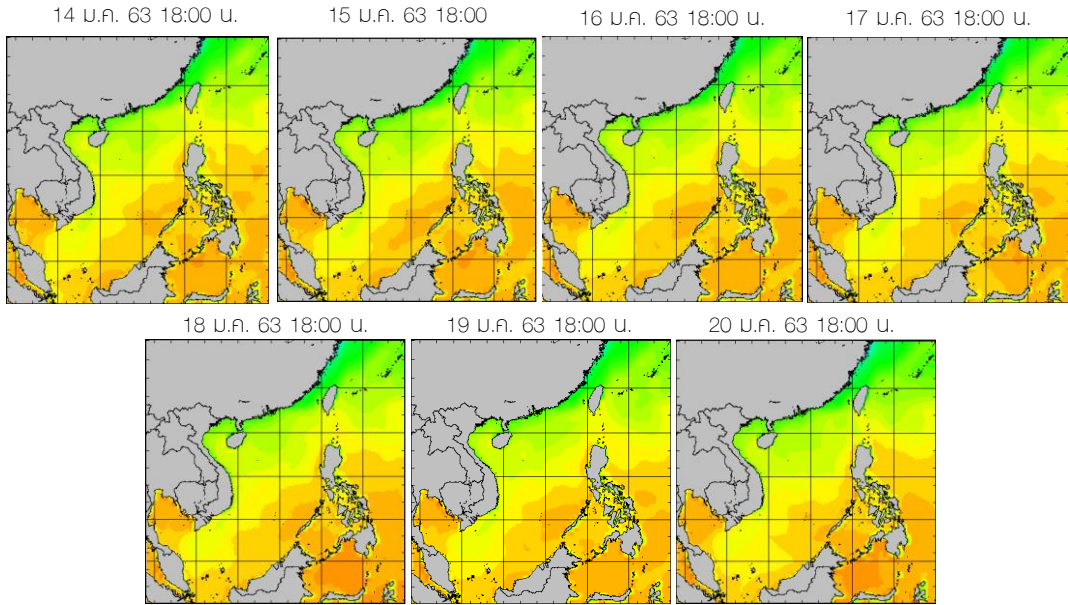 14 ม.ค. 63 18:00 น.
15 ม.ค. 63 18:00
16 ม.ค. 63 18:00 น.
17 ม.ค. 63 18:00 น.
18 ม.ค. 63 18:00 น.
19 ม.ค. 63 18:00 น.
20 ม.ค. 63 18:00 น.